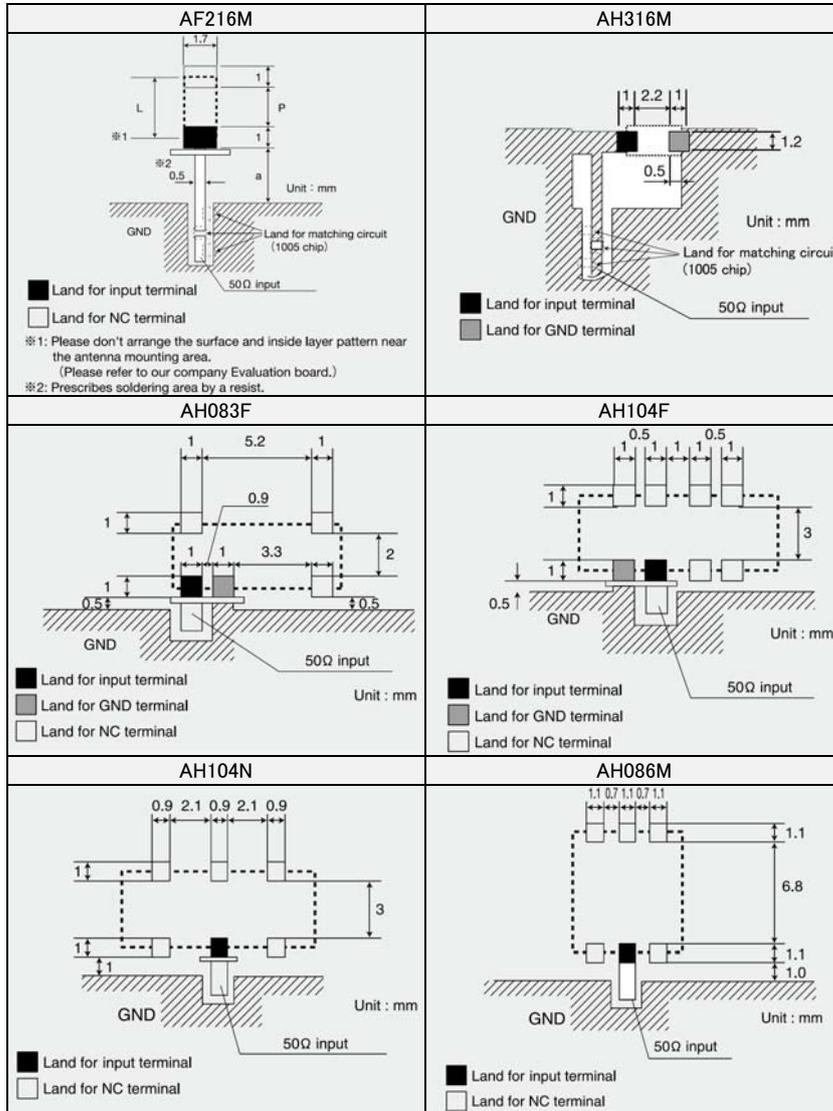 AF216M
1.7
1
L
P
※1
1
※2
0.5
a
Unit : mm
GND
Land for matching circuit
(1005 chip)
50Ω input
Land for input terminal
Land for NC terminal
※1: Please don't arrange the surface and inside layer pattern near
the antenna mounting area.
(Please refer to our company Evaluation board.)
※2: Prescribes soldering area by a resist.
AH316M
1 2.2 1
1.2
0.5
GND
Unit : mm
Land for matching circui
(1005 chip)
50Ω input
Land for input terminal
Land for GND terminal
AH083F
1 5.2 1
0.9
1
1 1 3.3
2
1
0.5
0.5
GND
50Ω input
Unit : mm
Land for input terminal
Land for GND terminal
Land for NC terminal
AH104F
0.5 0.5
1 1 1 1 1
1
3
1
0.5
GND
Unit : mm
50Ω input
Land for input terminal
Land for GND terminal
Land for NC terminal
AH104N
0.9 2.1 0.9 2.1 0.9
1
3
1
1
GND
Unit : mm
50Ω input
Land for input terminal
Land for NC terminal
AH086M
1.1 0.7 1.1 0.7 1.1
1.1
6.8
1.1
1.0
GND
Unit : mm
50Ω input
Land for input terminal
Land for NC terminal